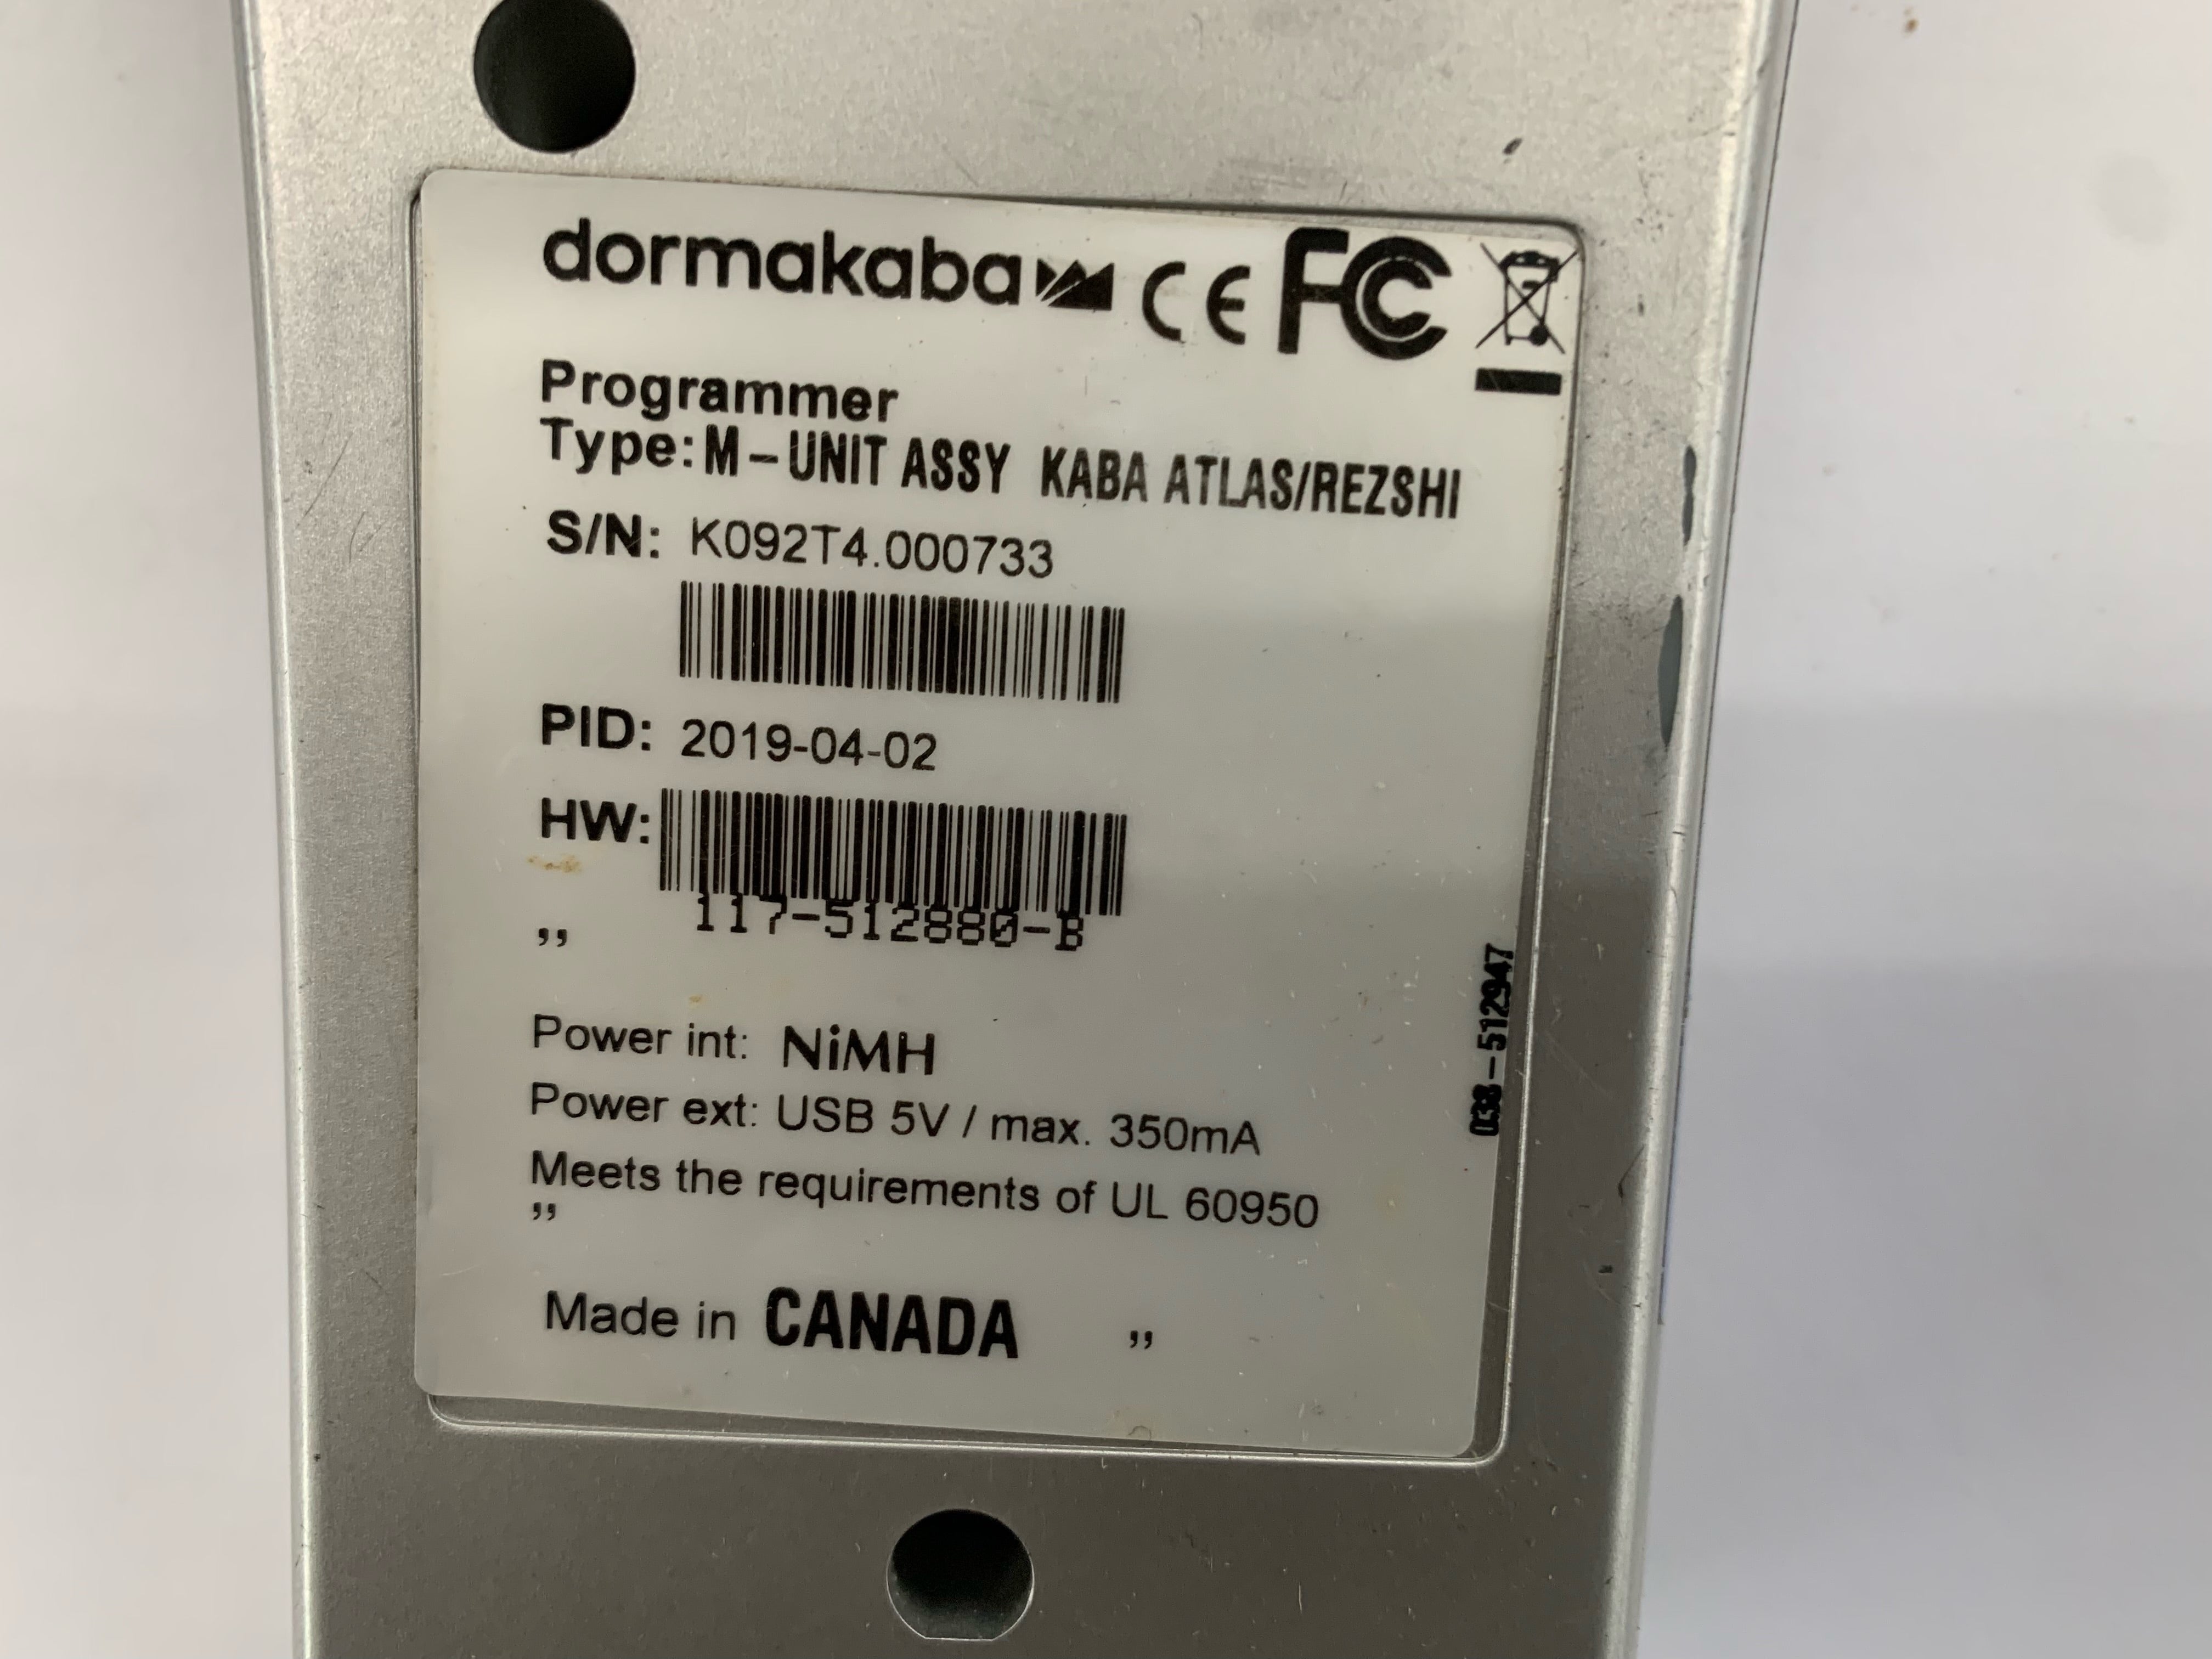 dormakaba CE FC
Programmer
Type: M-UNIT ASSY KABA ATLAS/REZSHI
S/N: K092T4.000733
PID: 2019-04-02
HW:
117-512880-B
”
038-512947
Power int: NiMH
Power ext: USB 5V / max. 350mA
Meets the requirements of UL 60950
”
Made in CANADA ”